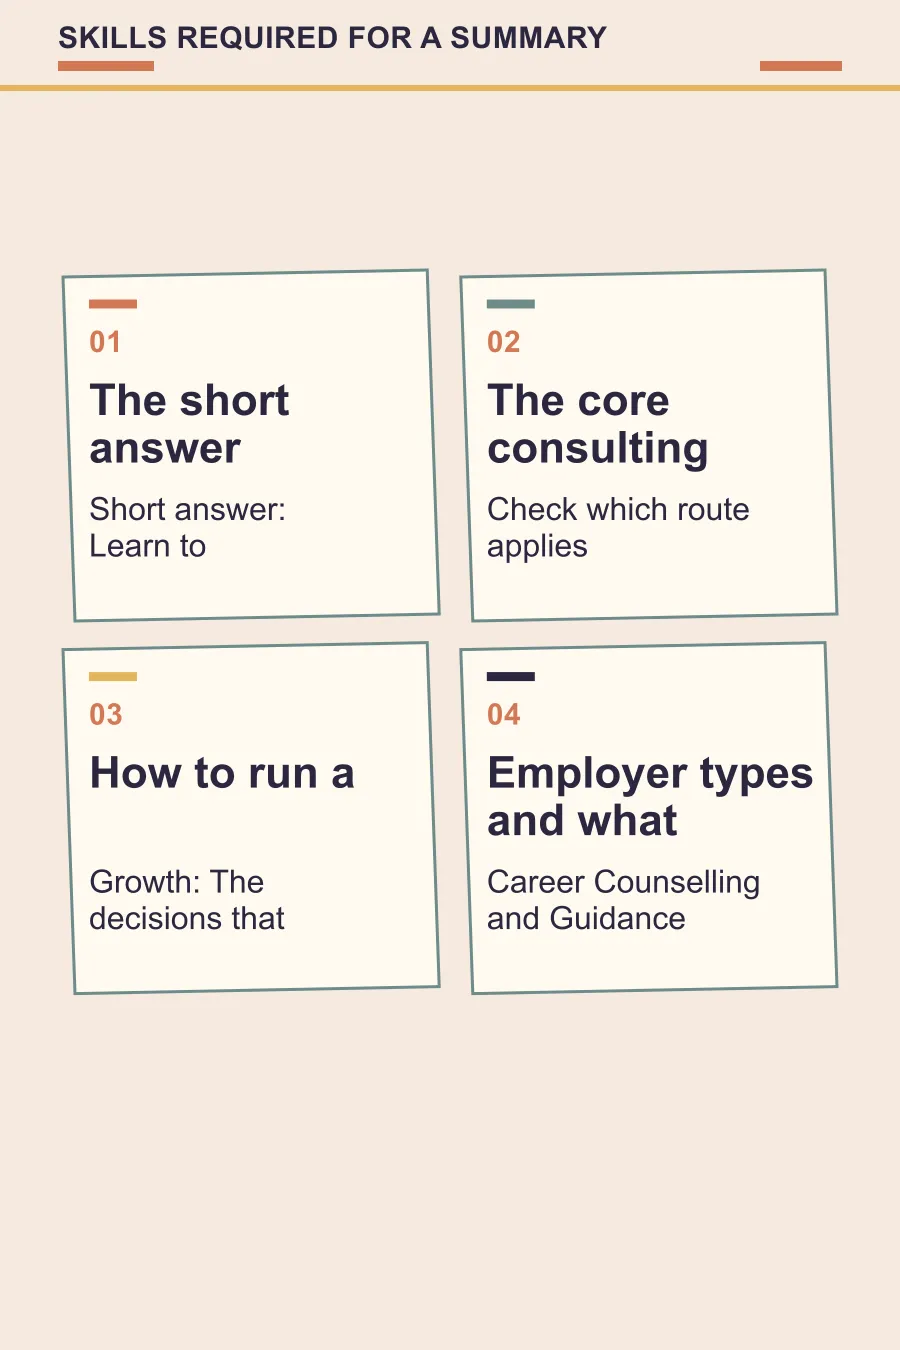 SKILLS REQUIRED FOR A SUMMARY
01
The short
answer
Short answer:
Learn to
02
The core
consulting
Check which route
applies
03
How to run a
Growth: The
decisions that
04
Employer types
and what
Career Counselling
and Guidance